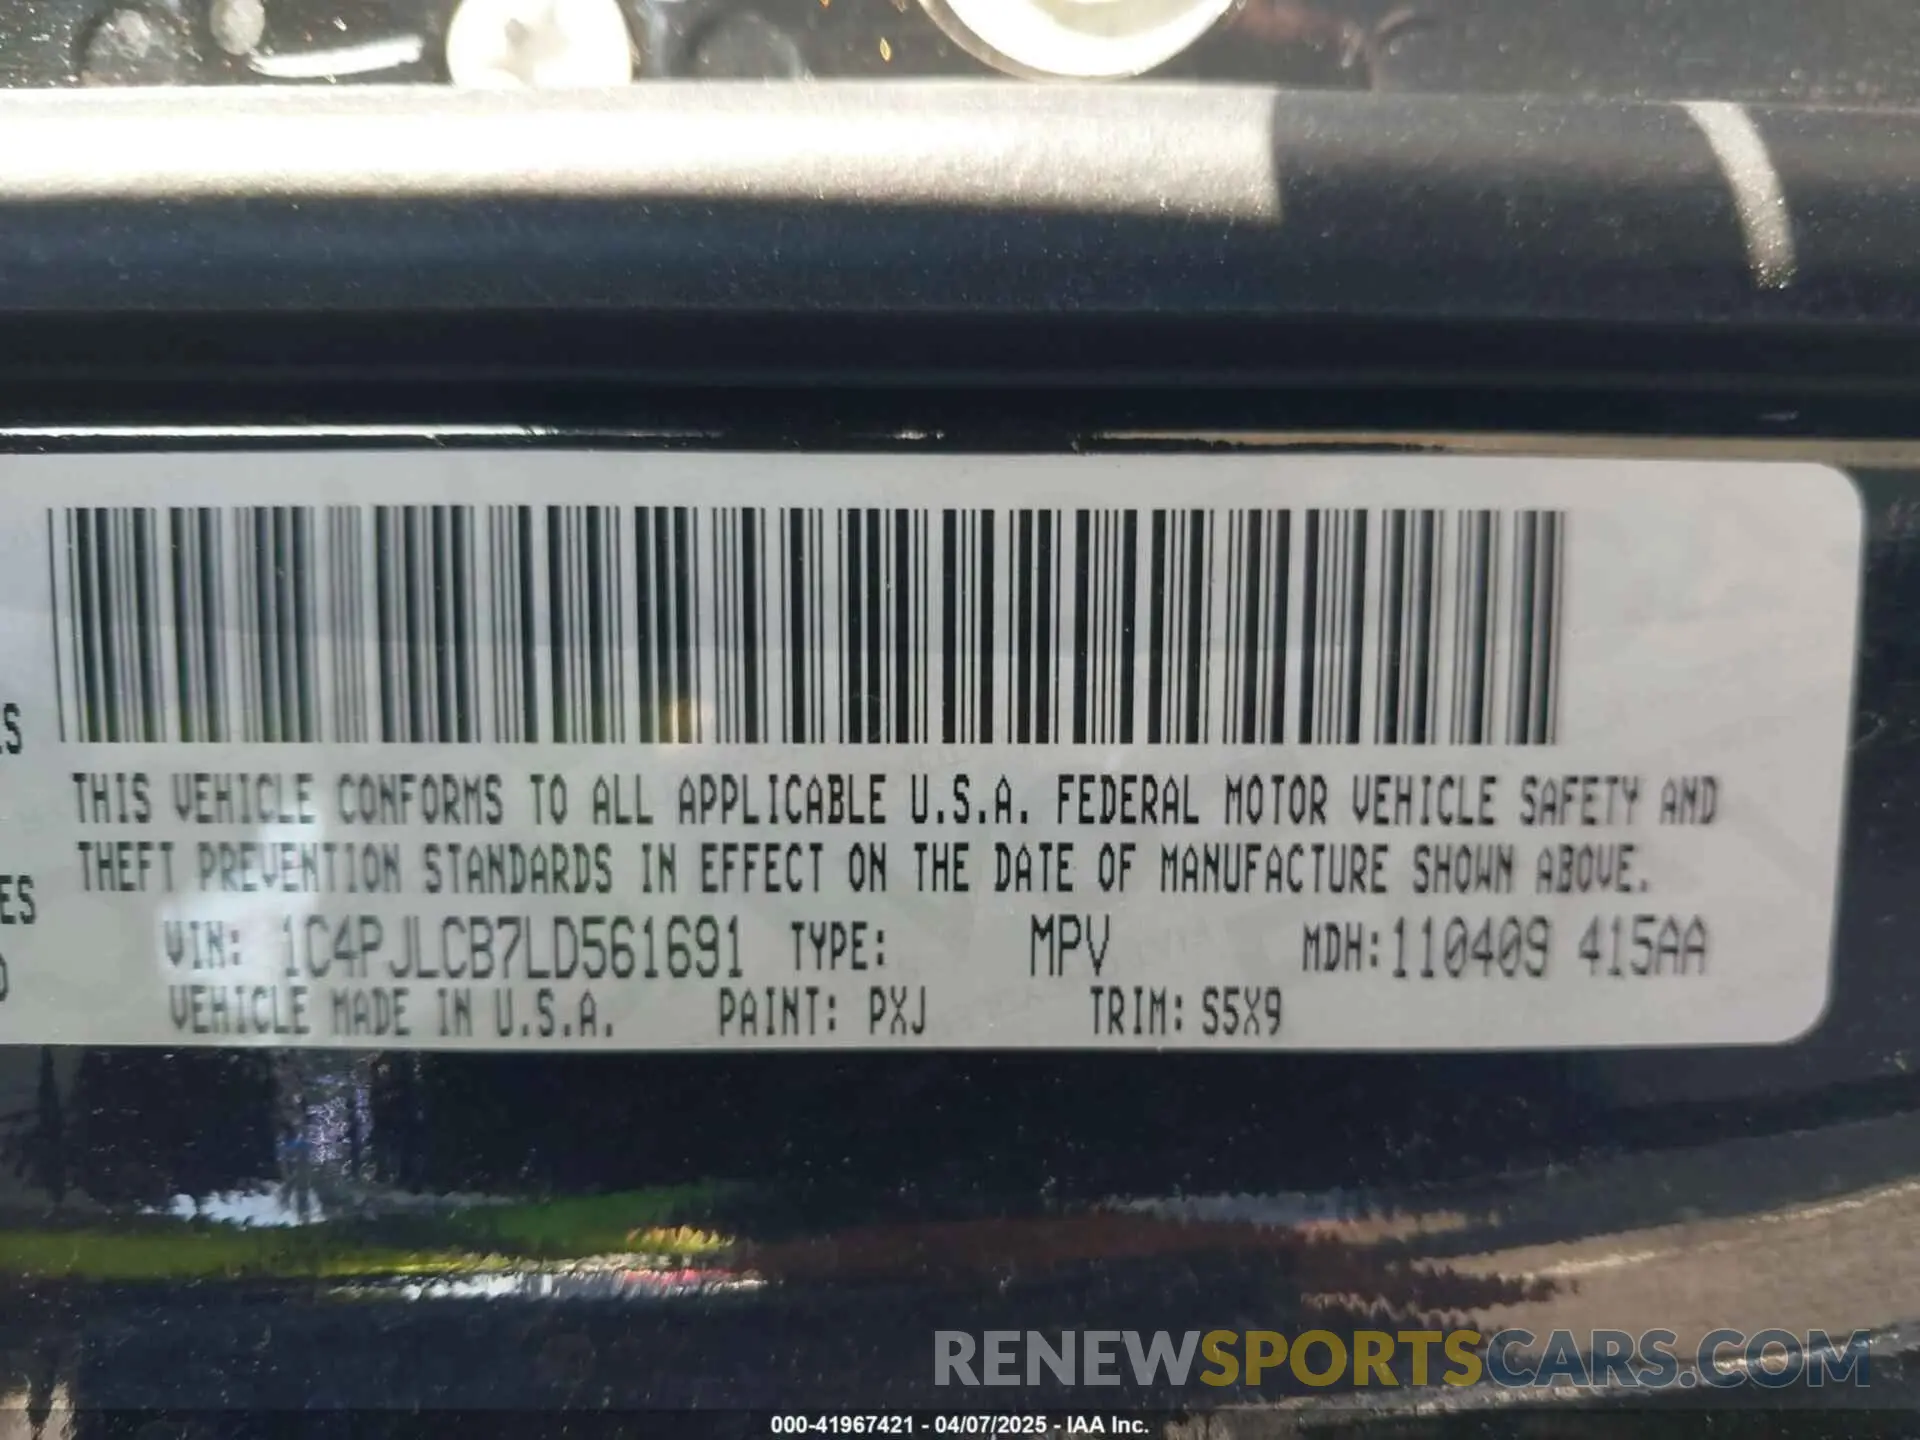 LS
THIS VEHICLE CONFORMS TO ALL APPLICABLE U.S.A. FEDERAL MOTOR VEHICLE SAFETY AND
THEFT PREVENTION STANDARDS IN EFFECT ON THE DATE OF MANUFACTURE SHOWN ABOVE.
ES
VIN: 1C4PJLCB7LD561691 TYPE: MPV MDH:110409 415AA
VEHICLE MADE IN U.S.A. PAINT: PXJ TRIM: S5X9
RENEWSPORTSCARS.COM
000-41967421 - 04/07/2025 - IAA Inc.